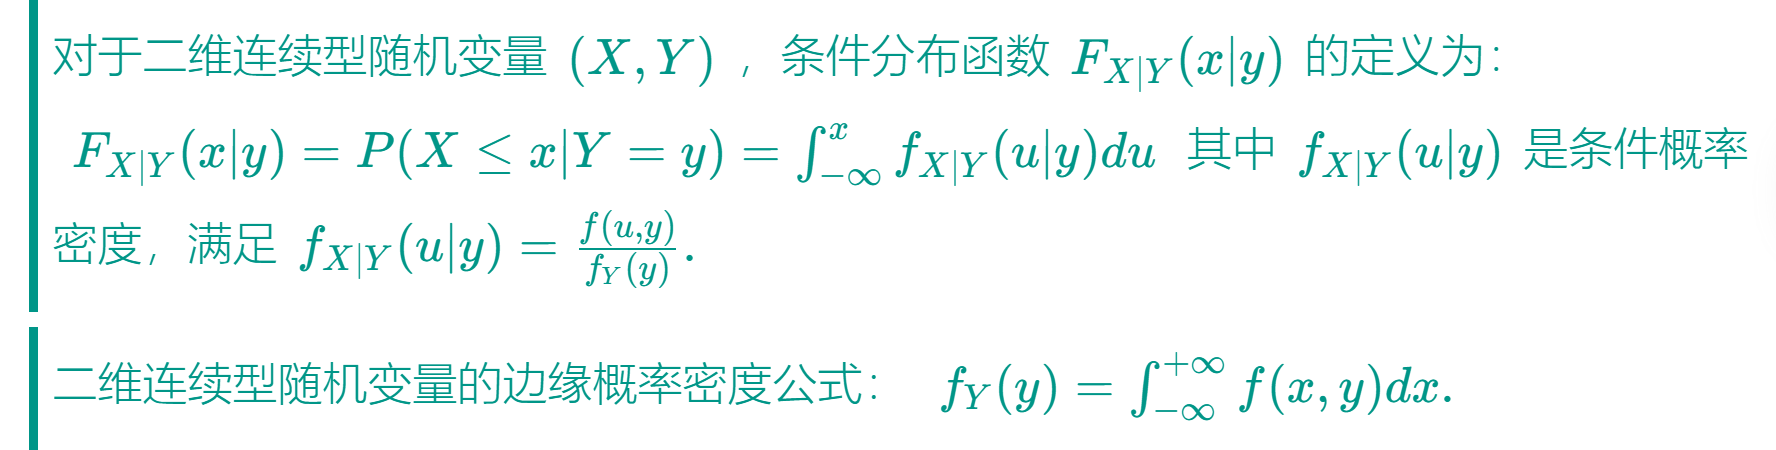 对于二维连续型随机变量 (X, Y) ，条件分布函数 F_{X|Y}(x|y) 的定义为：
F_{X|Y}(x|y) = P(X ≤ x|Y = y) = ∫_{-∞}^{x} f_{X|Y}(u|y)du 其中 f_{X|Y}(u|y) 是条件概率
密度，满足 f_{X|Y}(u|y) = \frac{f(u,y)}{f_Y(y)}.
二维连续型随机变量的边缘概率密度公式： f_Y(y) = ∫_{-∞}^{+∞} f(x, y)dx.